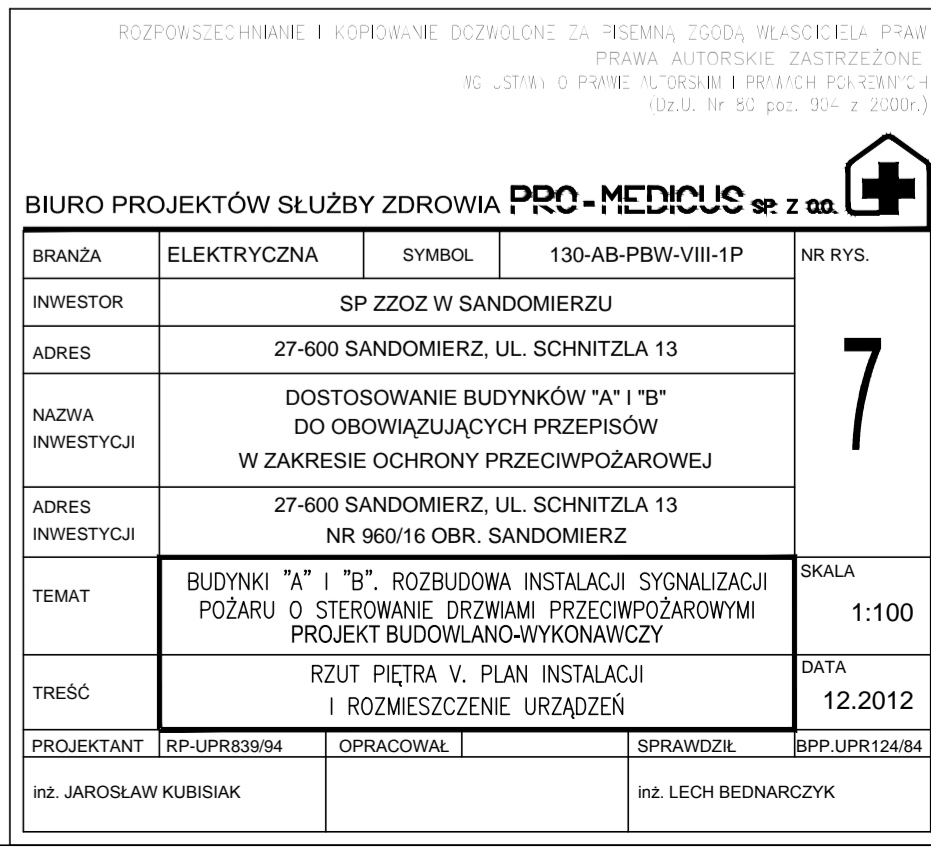 ROZPOWSZECHNIANIE I KOPIOWANIE DOZWOLONE ZA PISEMNĄ ZGODĄ WŁAŚCICIELA PRAW
PRAWA AUTORSKIE ZASTRZEŻONE
WG USTAWY O PRAWIE AUTORSKIM I PRAWACH POKREWNYCH
(Dz.U. Nr 80 poz. 904 z 2000r.)
BIURO PROJEKTÓW SŁUŻBY ZDROWIA PRO-MEDICUS SP. Z O.O.
BRANŻA ELEKTRYCZNA SYMBOL 130-AB-PBW-VIII-1P NR RYS.
7
INWESTOR SP ZZOZ W SANDOMIERZU
ADRES 27-600 SANDOMIERZ, UL. SCHNITZLA 13
NAZWA
INWESTYCJI
DOSTOSOWANIE BUDYNKÓW "A" I "B"
DO OBOWIĄZUJĄCYCH PRZEPISÓW
W ZAKRESIE OCHRONY PRZECIWPOŻAROWEJ
ADRES
INWESTYCJI
27-600 SANDOMIERZ, UL. SCHNITZLA 13
NR 960/16 OBR. SANDOMIERZ
TEMAT
BUDYNKI "A" I "B". ROZBUDOWA INSTALACJI SYGNALIZACJI
POŻARU O STEROWANIE DRZWIAMI PRZECIWPOŻAROWYMI
PROJEKT BUDOWLANO-WYKONAWCZY
SKALA
1:100
TREŚĆ
RZUT PIĘTRA V. PLAN INSTALACJI
I ROZMIESZCZENIE URZĄDZEŃ
DATA
12.2012
PROJEKTANT RP-UPR839/94 OPRACOWAŁ SPRAWDZIŁ BPP.UPR124/84
inż. JAROSŁAW KUBISIAK inż. LECH BEDNARCZYK